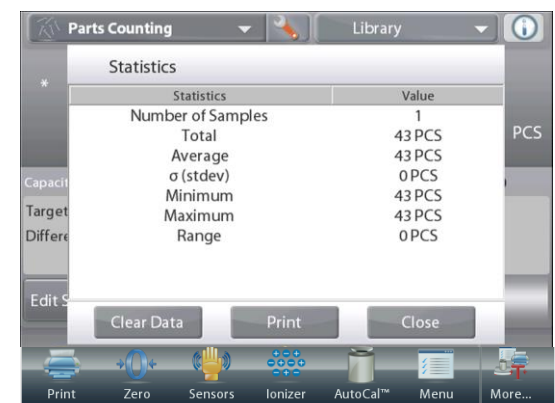 Parts Counting Library
Statistics
*
Statistics Value
Number of Samples 1
Total 43 PCS
PCS
Average 43 PCS
σ (stdev) 0 PCS
Capacit
Minimum 43 PCS
Target
Maximum 43 PCS
Differe
Range 0 PCS
Edit S
Clear Data Print Close
Print Zero Sensors Ionizer AutoCal™ Menu More...